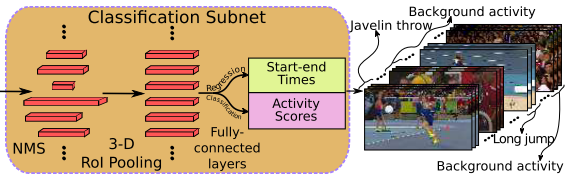 Classification Subnet
Background activity
Javelin throw
Regression
Classification
Start-end
Times
Activity
Scores
NMS
3-D
RoI Pooling
Fully-
connected
layers
Long jump
Background activity